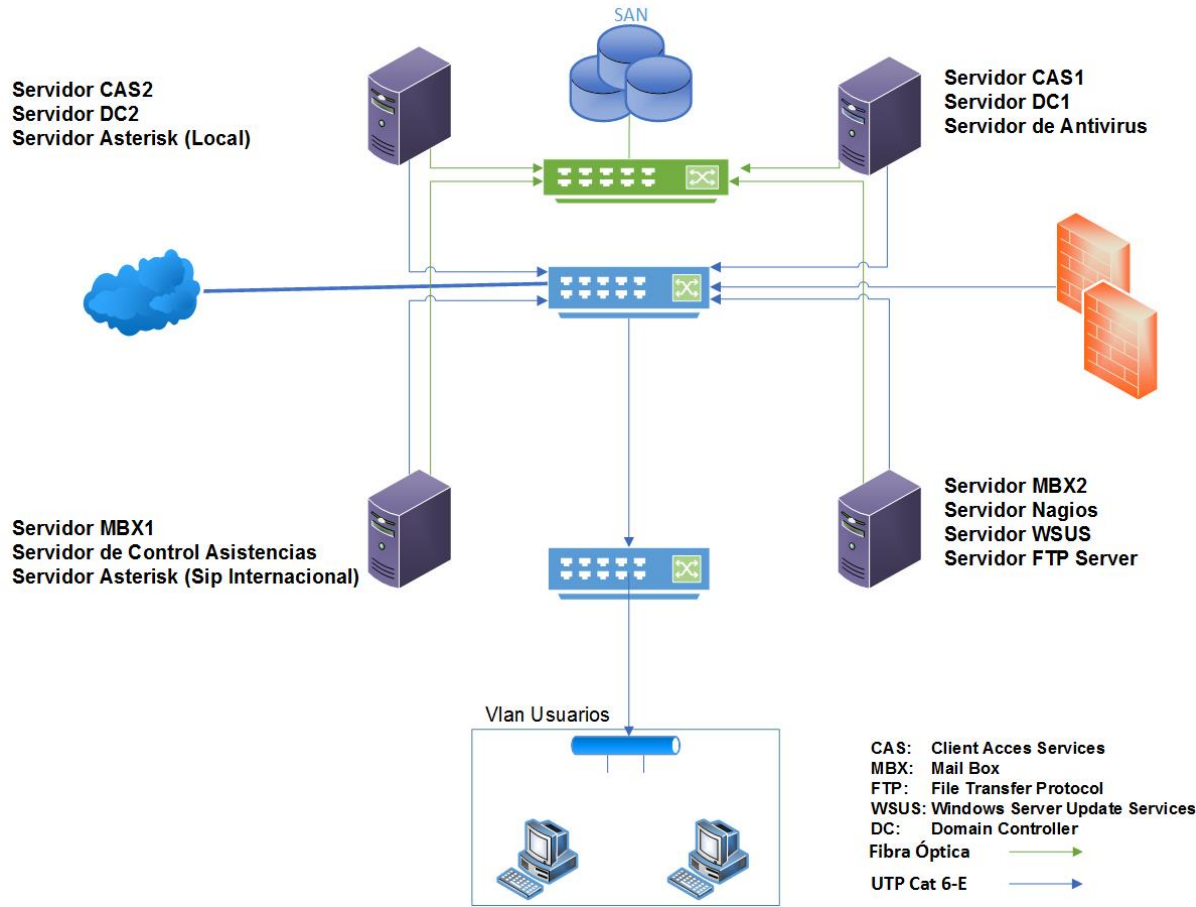 SAN
Servidor CAS2
Servidor DC2
Servidor Asterisk (Local)
Servidor CAS1
Servidor DC1
Servidor de Antivirus
Servidor MBX1
Servidor de Control Asistencias
Servidor Asterisk (Sip Internacional)
Servidor MBX2
Servidor Nagios
Servidor WSUS
Servidor FTP Server
Vlan Usuarios
CAS: Client Acces Services
MBX: Mail Box
FTP: File Transfer Protocol
WSUS: Windows Server Update Services
DC: Domain Controller
Fibra Óptica
UTP Cat 6-E